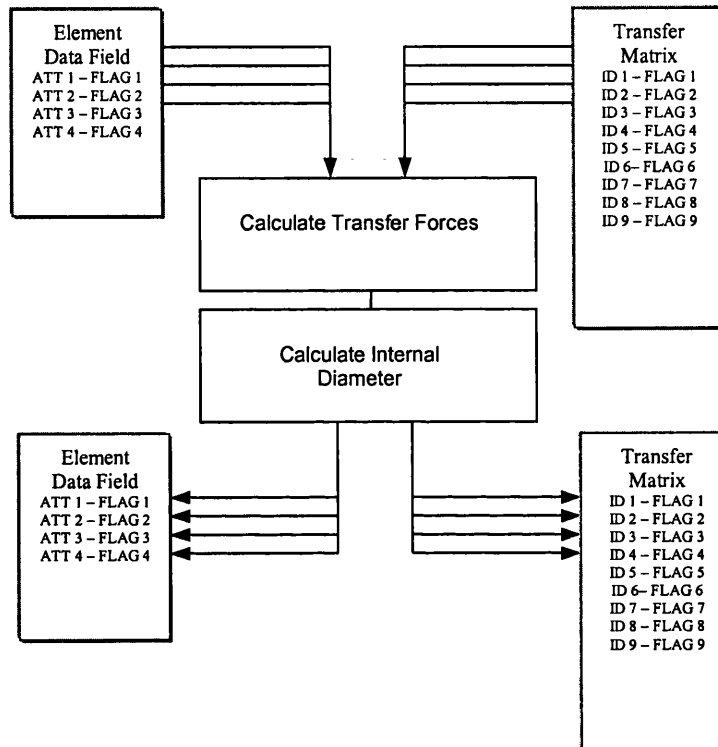 Element
Data Field
ATT 1 – FLAG 1
ATT 2 – FLAG 2
ATT 3 – FLAG 3
ATT 4 – FLAG 4
Transfer
Matrix
ID 1 – FLAG 1
ID 2 – FLAG 2
ID 3 – FLAG 3
ID 4 – FLAG 4
ID 5 – FLAG 5
ID 6– FLAG 6
ID 7 – FLAG 7
ID 8 – FLAG 8
ID 9 – FLAG 9
Calculate Transfer Forces
Calculate Internal
Diameter
Element
Data Field
ATT 1 – FLAG 1
ATT 2 – FLAG 2
ATT 3 – FLAG 3
ATT 4 – FLAG 4
Transfer
Matrix
ID 1 – FLAG 1
ID 2 – FLAG 2
ID 3 – FLAG 3
ID 4 – FLAG 4
ID 5 – FLAG 5
ID 6– FLAG 6
ID 7 – FLAG 7
ID 8 – FLAG 8
ID 9 – FLAG 9